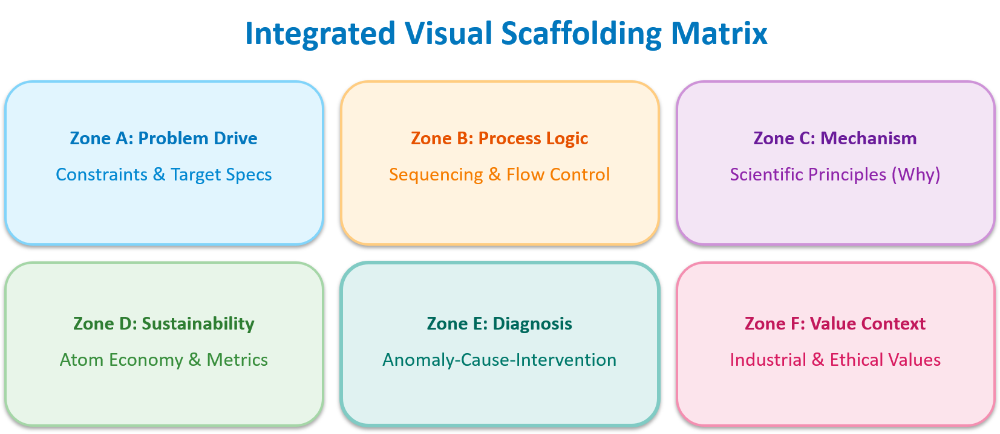 Integrated Visual Scaffolding Matrix
Zone A: Problem Drive
Constraints & Target Specs
Zone B: Process Logic
Sequencing & Flow Control
Zone C: Mechanism
Scientific Principles (Why)
Zone D: Sustainability
Atom Economy & Metrics
Zone E: Diagnosis
Anomaly-Cause-Intervention
Zone F: Value Context
Industrial & Ethical Values